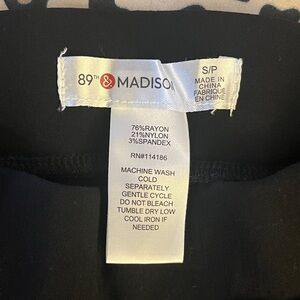 89TH & MADISON
S/P
MADE IN
CHINA
FABRIQUÉ
EN CHINE
76%RAYON
21%NYLON
3%SPANDEX
RN#114186
MACHINE WASH
COLD
SEPARATELY
GENTLE CYCLE
DO NOT BLEACH
TUMBLE DRY LOW
COOL IRON IF
NEEDED